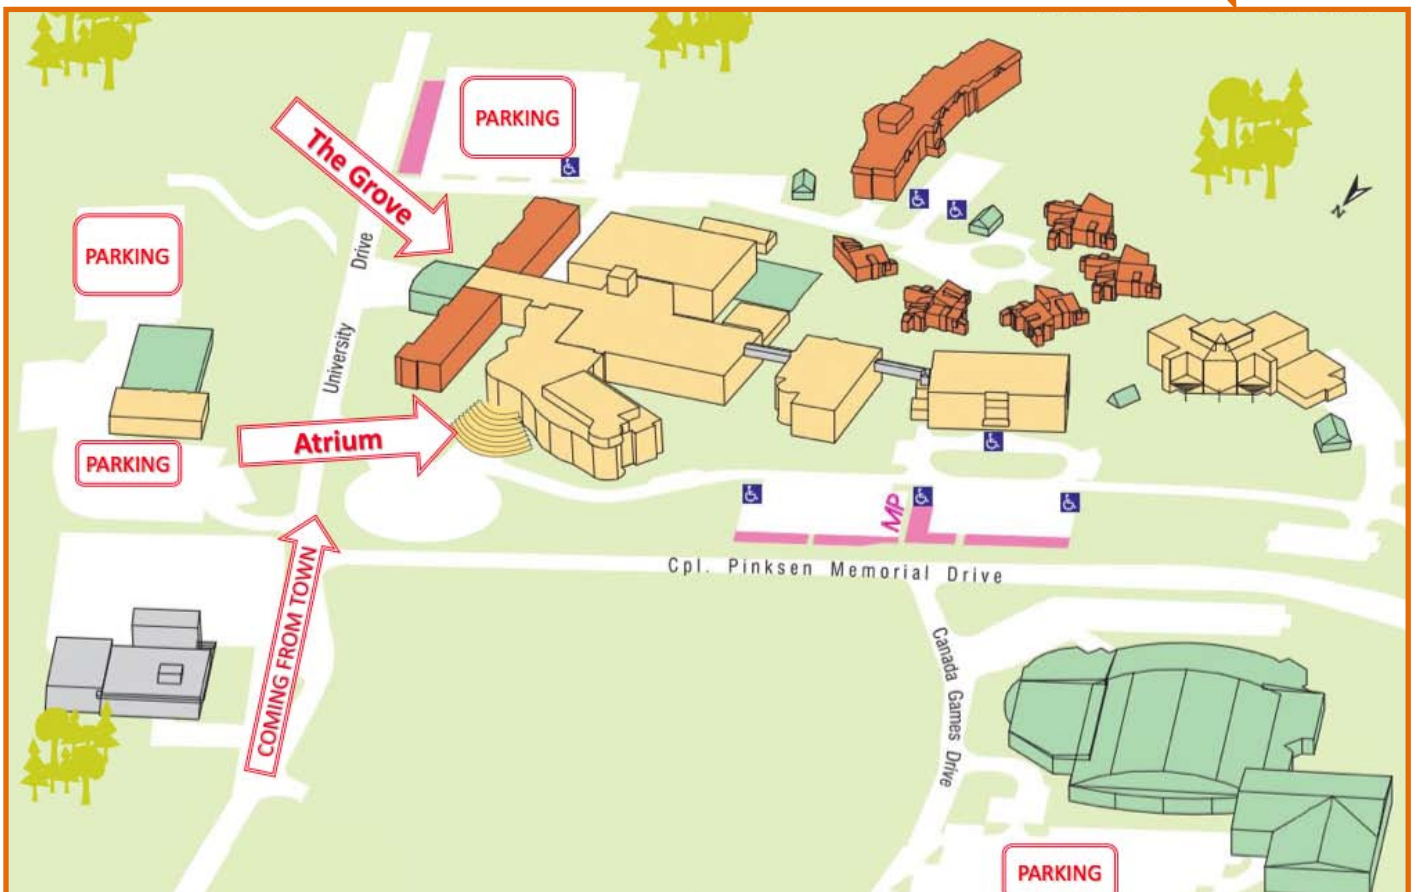 PARKING
The Grove
N
PARKING
University Drive
Atrium
PARKING
MP
COMING FROM TOWN
Cpl. Pinksen Memorial Drive
Canada Games Drive
PARKING